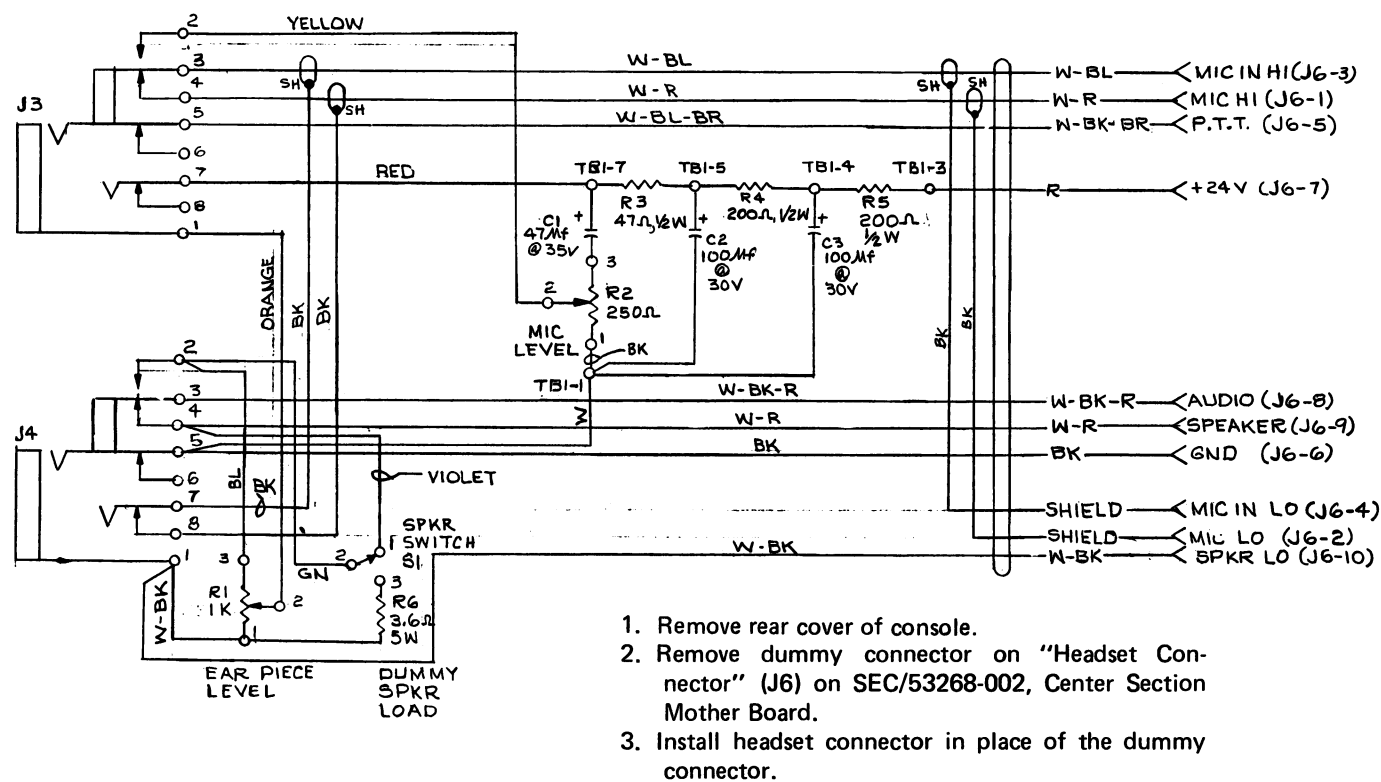 2 YELLOW
3 W-BL W-BL MIC IN HI (J6-3)
SH SH
4 W-R W-R MIC HI (J6-1)
SH SH
J3
5 W-BL-BR W-BK-BR P.T.T. (J6-5)
6
7 RED TB1-7 TB1-5 TB1-4 TB1-3 R +24V (J6-7)
8
1
R3
47Ω, 1/2W
R4
200Ω, 1/2W
R5
200Ω
1/2W
C1 +
47Mf
@ 35V
+
C2
100Mf
@
30V
+
C3
100Mf
@
30V
3
2 R2
250Ω
MIC
LEVEL
1
BK
TB1-1
W
ORANGE
BK
BK
BK
BK
2
3 W-BK-R W-BK-R AUDIO (J6-8)
4 W-R W-R SPEAKER (J6-9)
J4
5 BK BK GND (J6-6)
6
BL
BK
VIOLET
7 SHIELD MIC IN LO (J6-4)
8 SHIELD MIC LO (J6-2)
SPKR
SWITCH
S1
1 3 2 W-BK W-BK SPKR LO (J6-10)
GN
3
W-BK
R1
1K
2
1
R6
3.6Ω
5W
EAR PIECE
LEVEL
DUMMY
SPKR
LOAD
1. Remove rear cover of console.
2. Remove dummy connector on "Headset Con-
nector" (J6) on SEC/53268-002, Center Section
Mother Board.
3. Install headset connector in place of the dummy
connector.